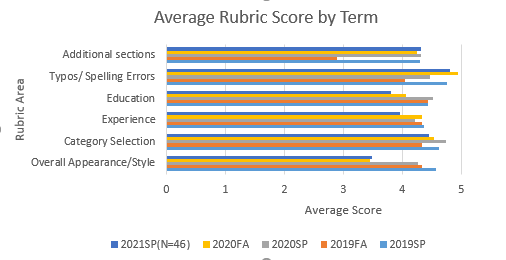 Average Rubric Score by Term
Rubric Area
Additional sections
Typos/ Spelling Errors
Education
Experience
Category Selection
Overall Appearance/Style
0 1 2 3 4 5
Average Score
2021SP(N=46) 2020FA 2020SP 2019FA 2019SP